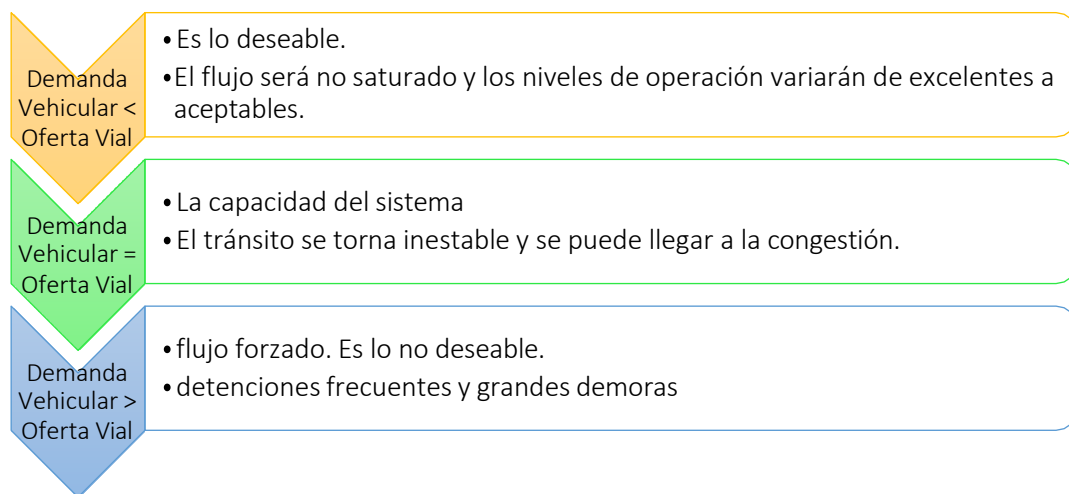 Demanda
Vehicular <
Oferta Vial
• Es lo deseable.
• El flujo será no saturado y los niveles de operación variarán de excelentes a
aceptables.
Demanda
Vehicular =
Oferta Vial
• La capacidad del sistema
• El tránsito se torna inestable y se puede llegar a la congestión.
Demanda
Vehicular >
Oferta Vial
• flujo forzado. Es lo no deseable.
• detenciones frecuentes y grandes demoras